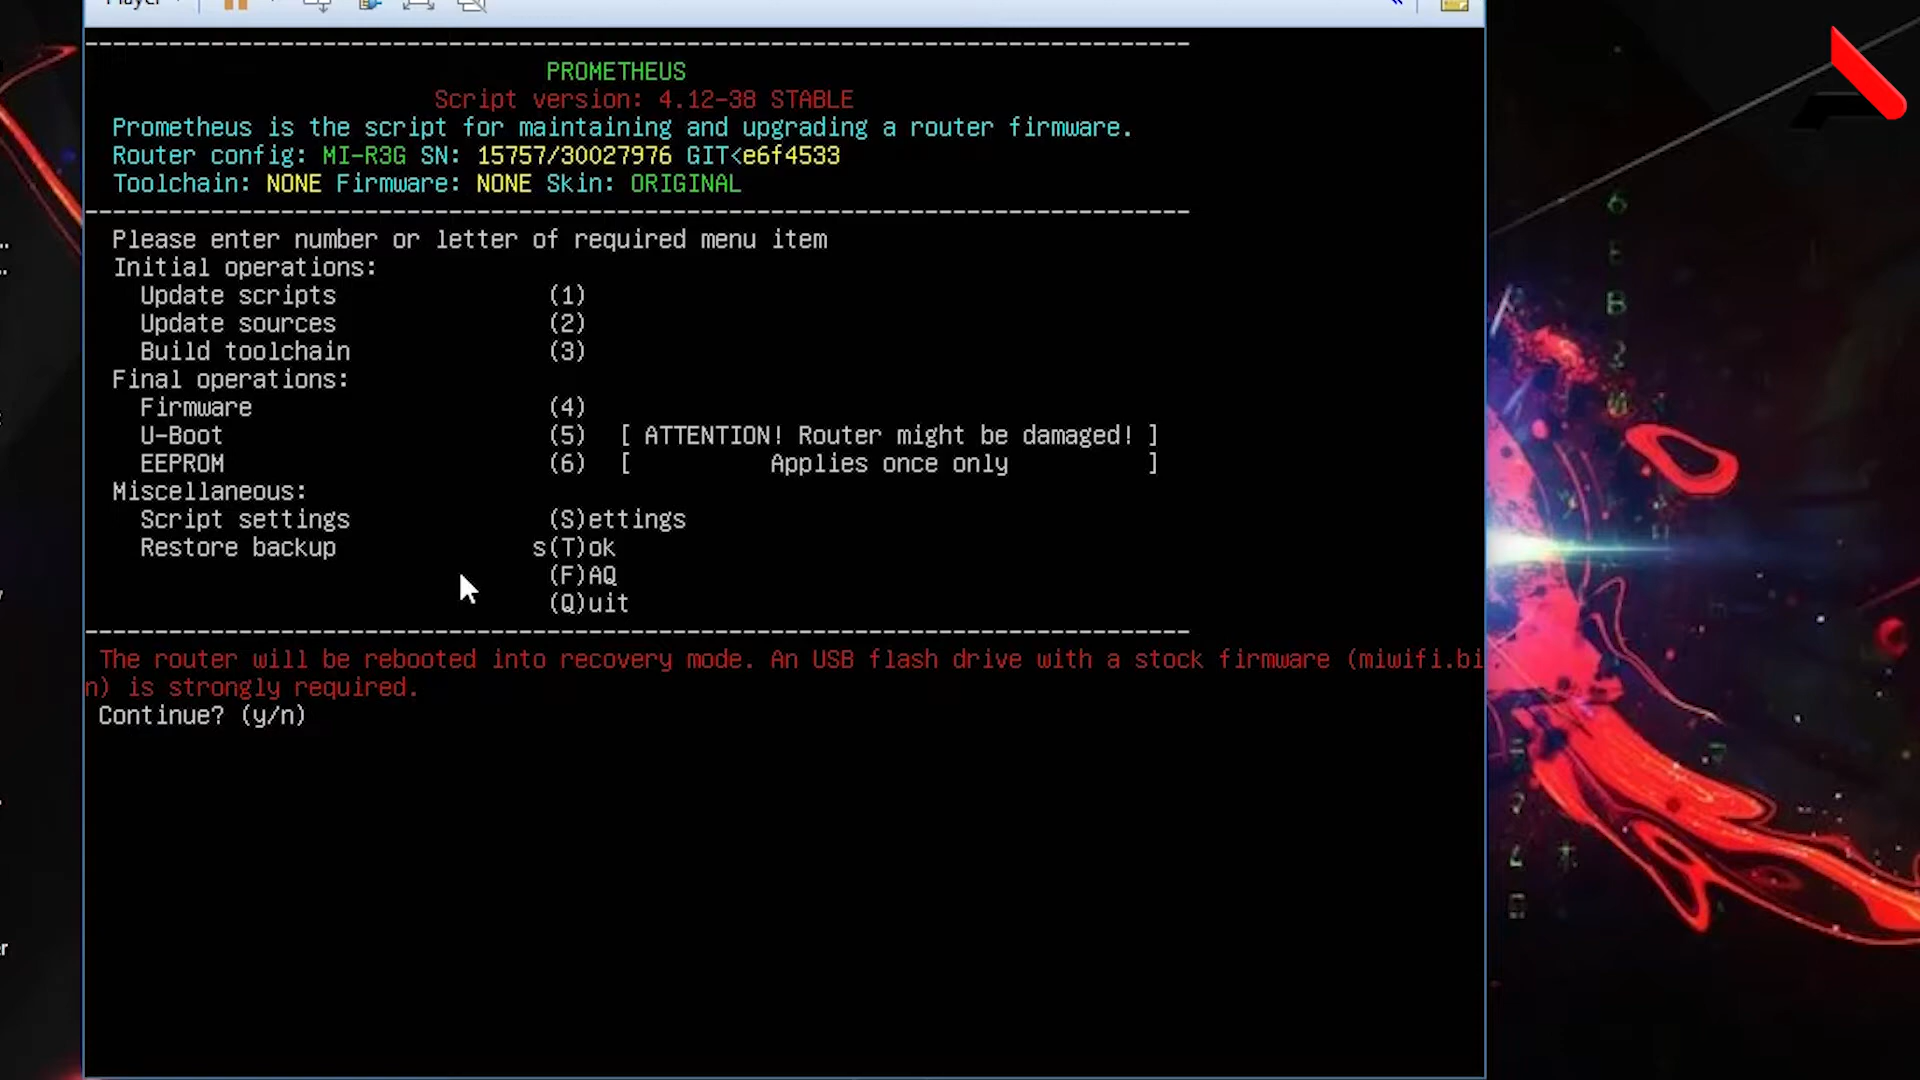 Player
PROMETHEUS
Script version: 4.12-38 STABLE
Prometheus is the script for maintaining and upgrading a router firmware.
Router config: MI-R3G SN: 15757/30027976 GIT<e6f4533
Toolchain: NONE Firmware: NONE Skin: ORIGINAL
Please enter number or letter of required menu item
Initial operations:
Update scripts (1)
Update sources (2)
Build toolchain (3)
Final operations:
Firmware (4)
U-Boot (5) [ ATTENTION! Router might be damaged! ]
EEPROM (6) [ Applies once only ]
Miscellaneous:
Script settings (S)ettings
Restore backup s(T)ok
(F)AQ
(Q)uit
The router will be rebooted into recovery mode. An USB flash drive with a stock firmware (miwifi.bi
n) is strongly required.
Continue? (y/n)